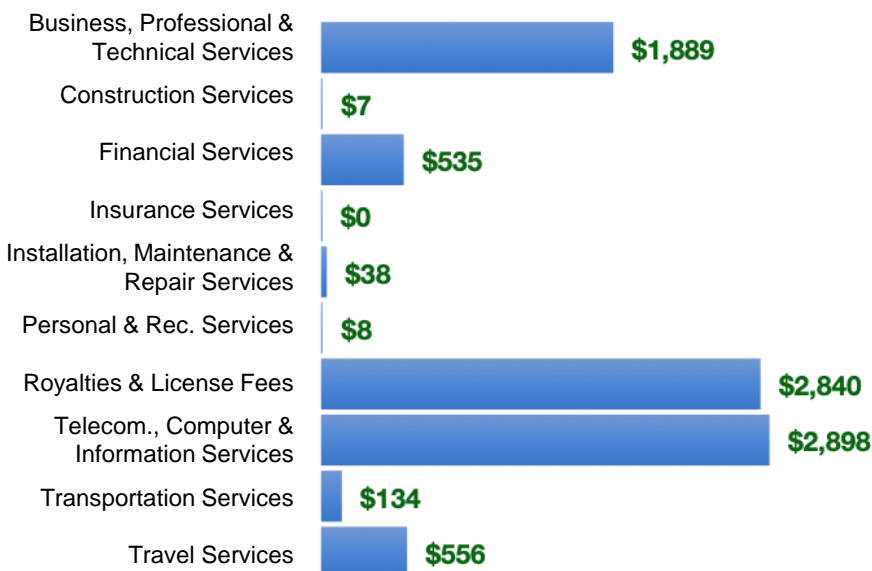 Business, Professional &
Technical Services
$1,889
Construction Services
$7
Financial Services
$535
Insurance Services
$0
Installation, Maintenance &
Repair Services
$38
Personal & Rec. Services
$8
Royalties & License Fees
$2,840
Telecom., Computer &
Information Services
$2,898
Transportation Services
$134
Travel Services
$556